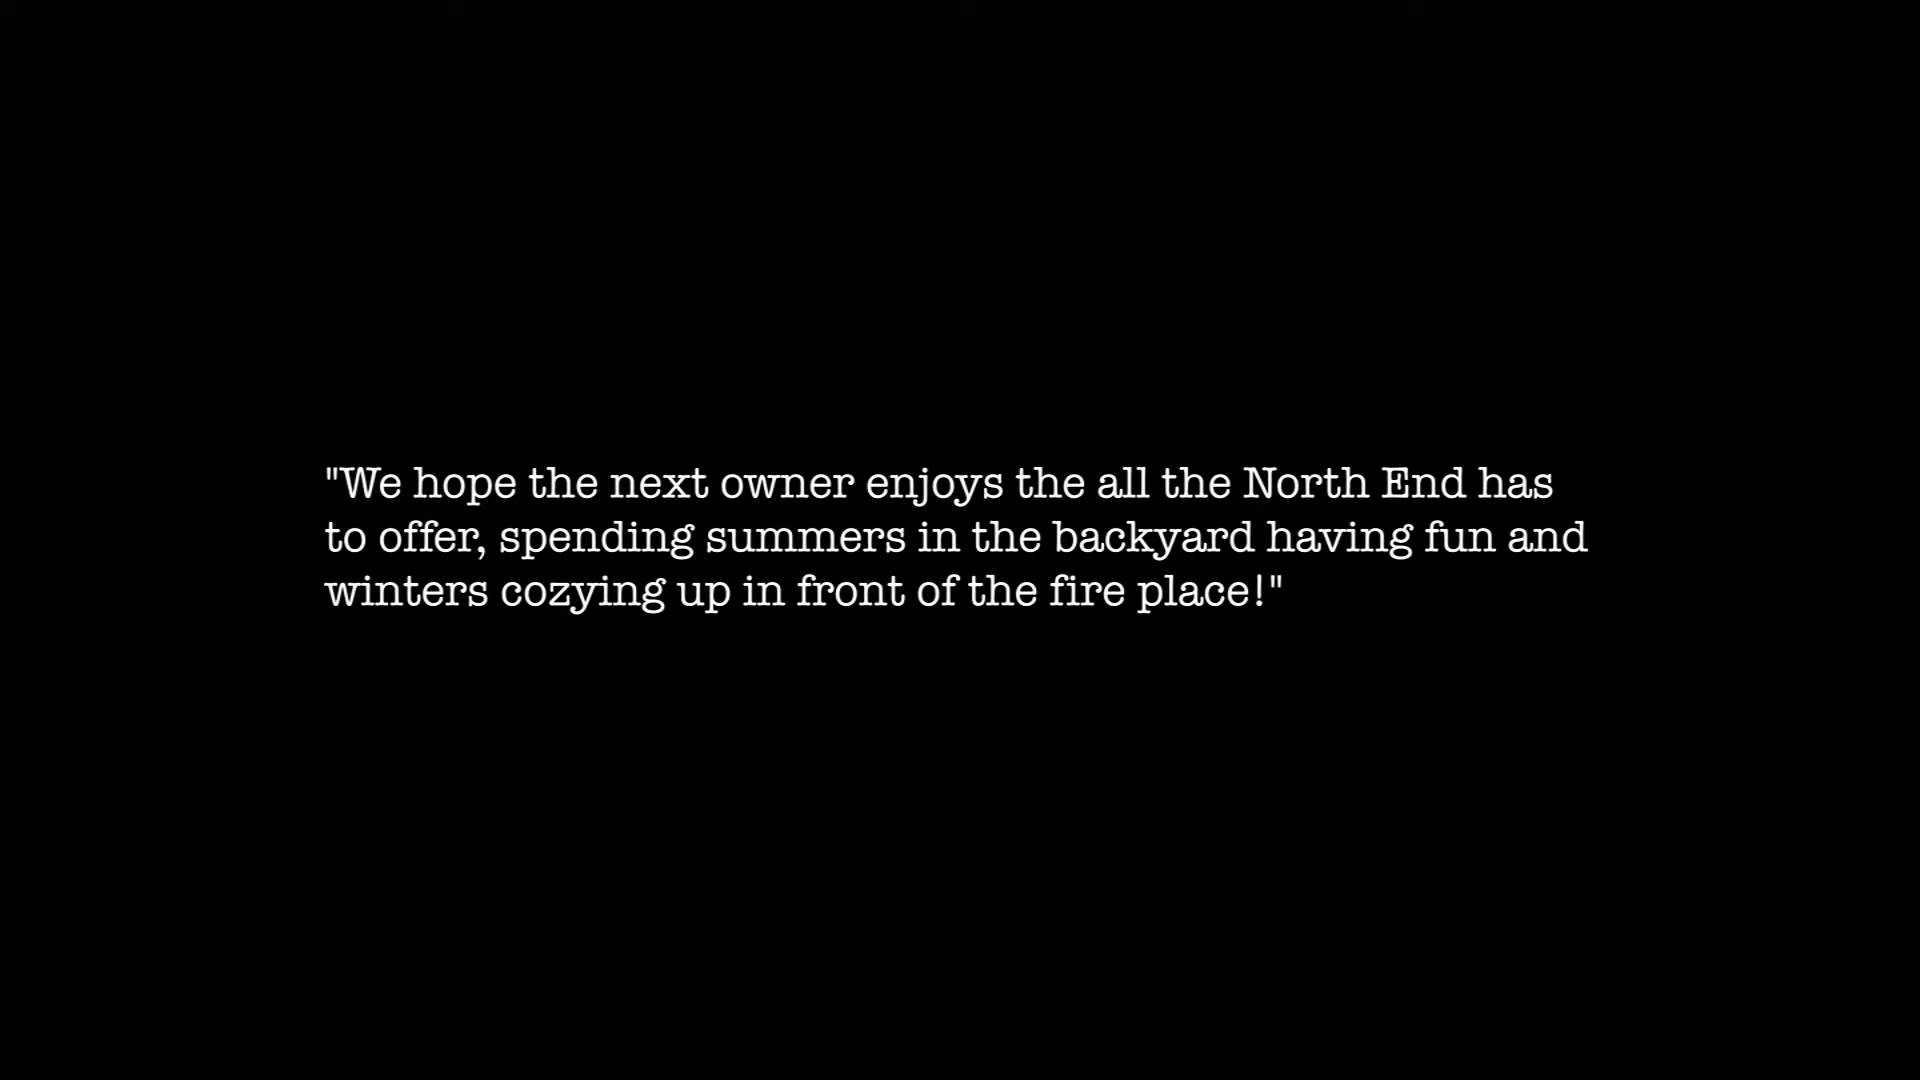 "We hope the next owner enjoys the all the North End has
to offer, spending summers in the backyard having fun and
winters cozying up in front of the fire place!"